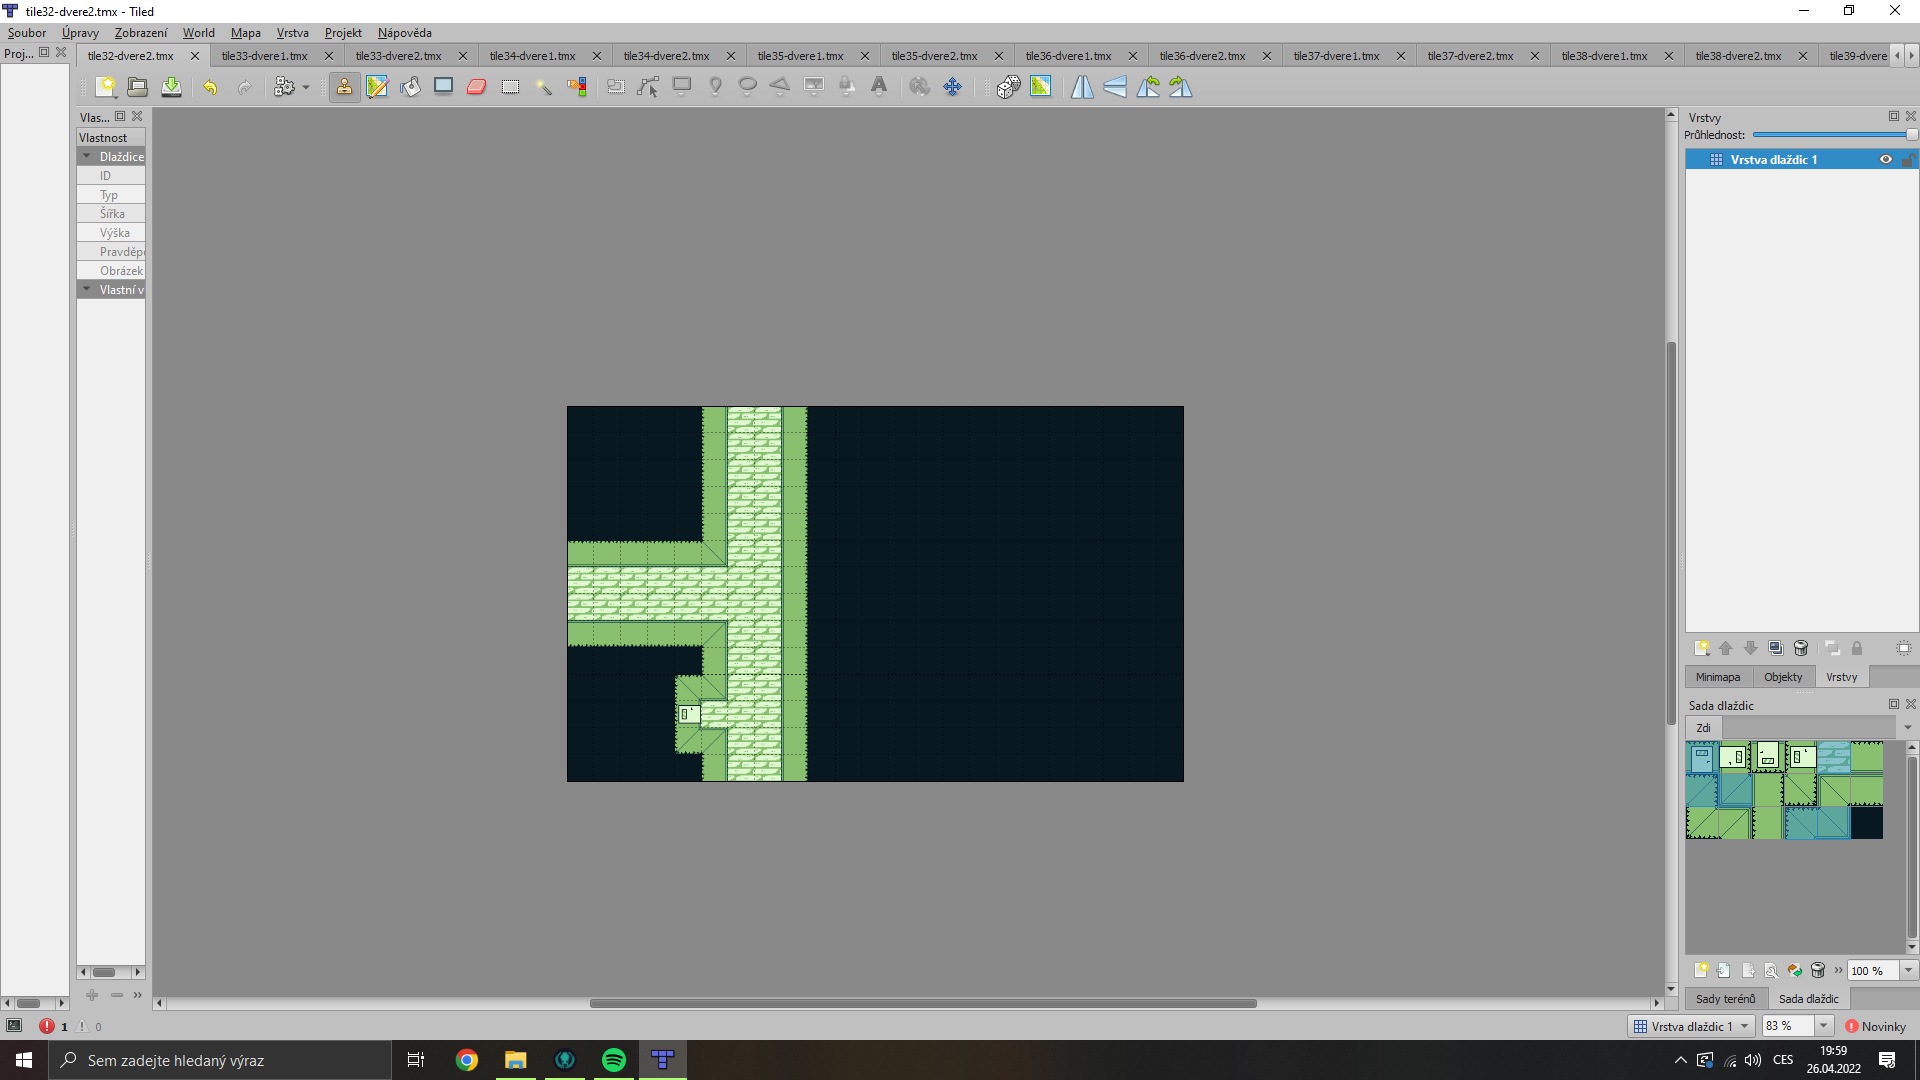 tile32-dvere2.tmx - Tiled
Soubor Úpravy Zobrazení World Mapa Vrstva Projekt Nápověda
Proj...
tile32-dvere2.tmx tile33-dvere1.tmx tile33-dvere2.tmx tile34-dvere1.tmx tile34-dvere2.tmx tile35-dvere1.tmx tile35-dvere2.tmx tile36-dvere1.tmx tile36-dvere2.tmx tile37-dvere1.tmx tile37-dvere2.tmx tile38-dvere1.tmx tile38-dvere2.tmx tile39-dvere
Vlas...
Vlastnost
Dlaždice
ID
Typ
Šířka
Výška
Pravděpo
Obrázek
Vlastní v
Vrstvy
Průhlednost:
Vrstva dlaždic 1
Minimapa Objekty Vrstvy
Sada dlaždic
Zdi
100 %
Sady terénů Sada dlaždic
1 0
Vrstva dlaždic 1 83 % Novinky
Sem zadejte hledaný výraz
CES
19:59
26.04.2022